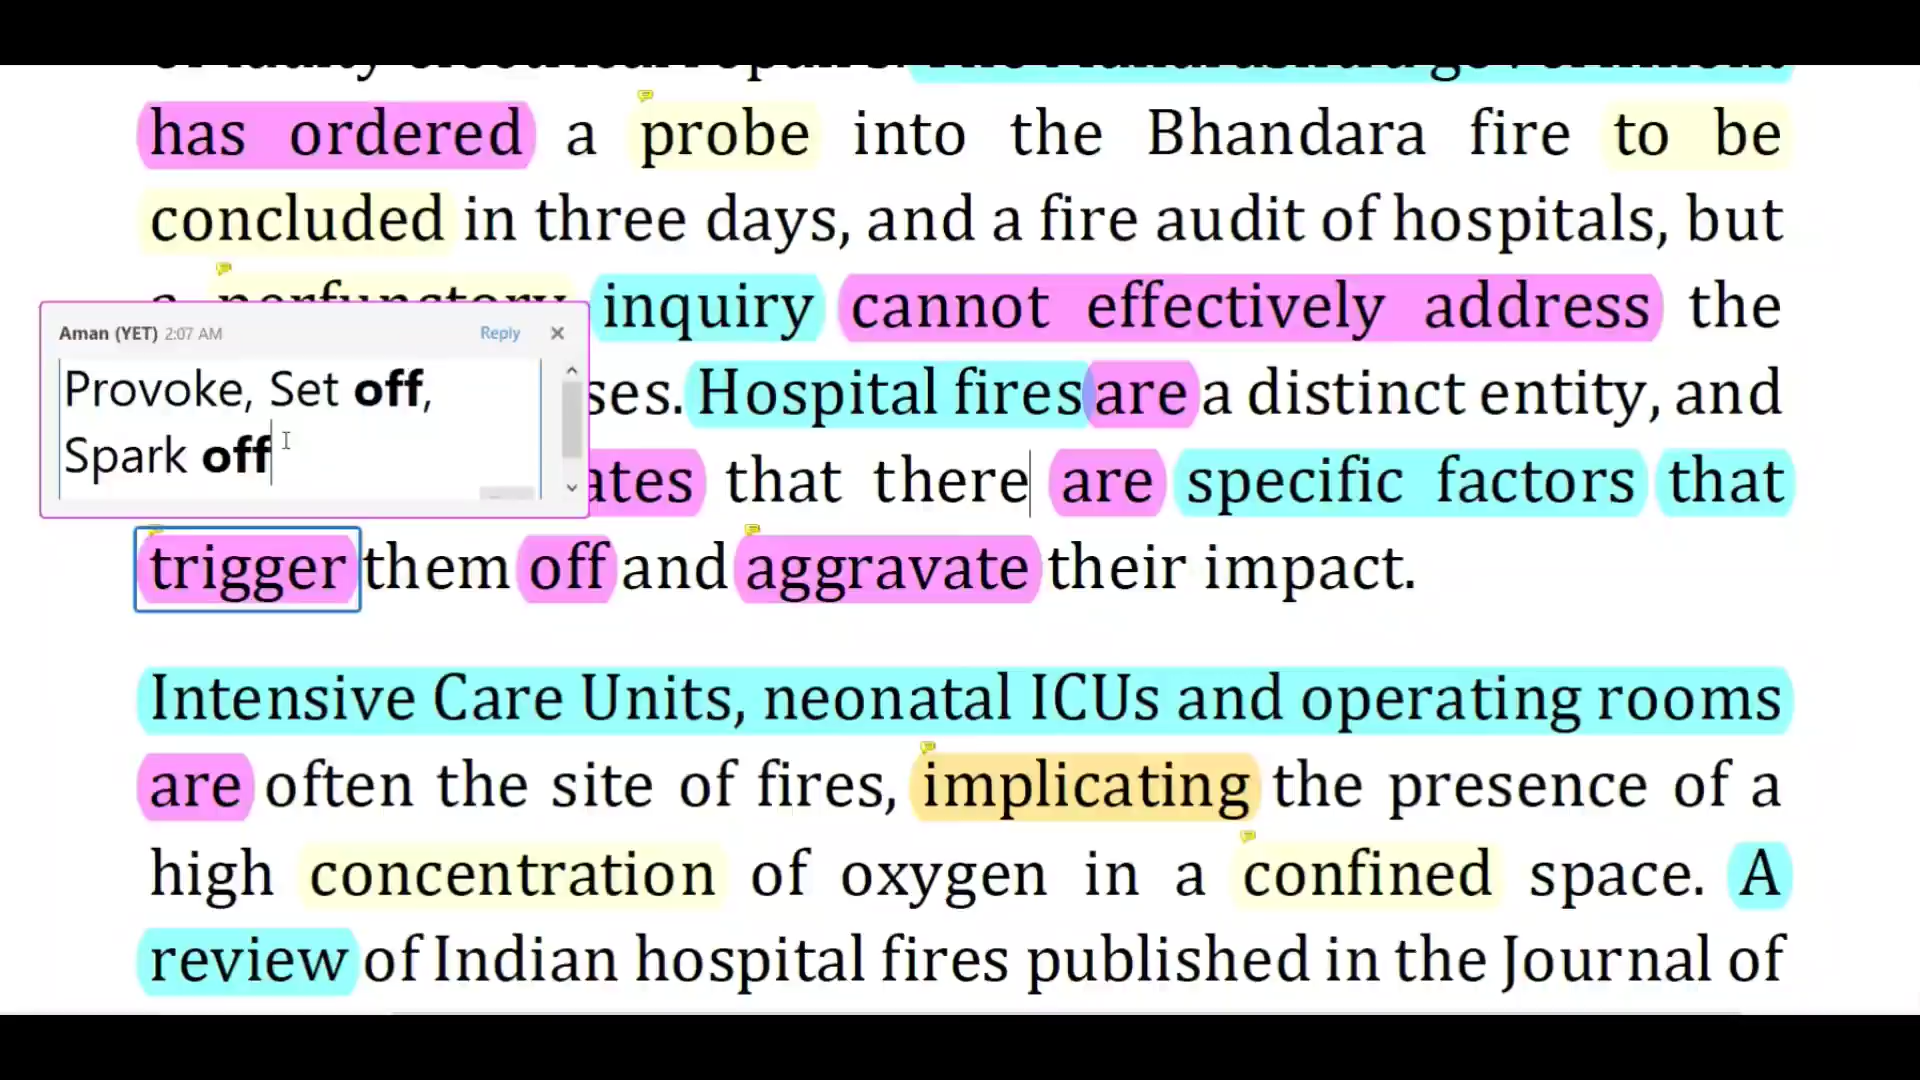 The Maharashtra government
has ordered a probe into the Bhandara fire to be
concluded in three days, and a fire audit of hospitals, but
a perfunctory inquiry cannot effectively address the
Aman (YET) 2:07 AM Reply
Provoke, Set off,
Spark off
ses. Hospital fires are a distinct entity, and
ates that there are specific factors that
trigger them off and aggravate their impact.
Intensive Care Units, neonatal ICUs and operating rooms
are often the site of fires, implicating the presence of a
high concentration of oxygen in a confined space. A
review of Indian hospital fires published in the Journal of